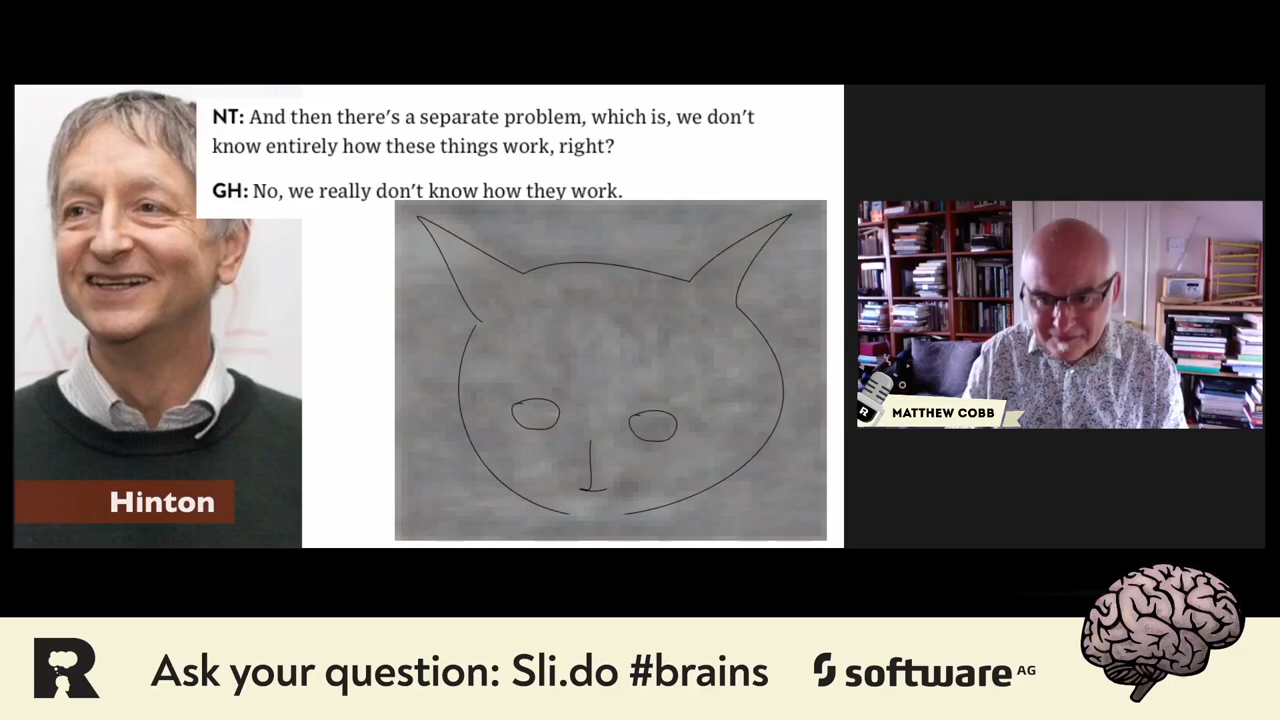 NT: And then there's a separate problem, which is, we don't
know entirely how these things work, right?
GH: No, we really don't know how they work.
Hinton
R
MATTHEW COBB
R
Ask your question: Sli.do #brains
software AG